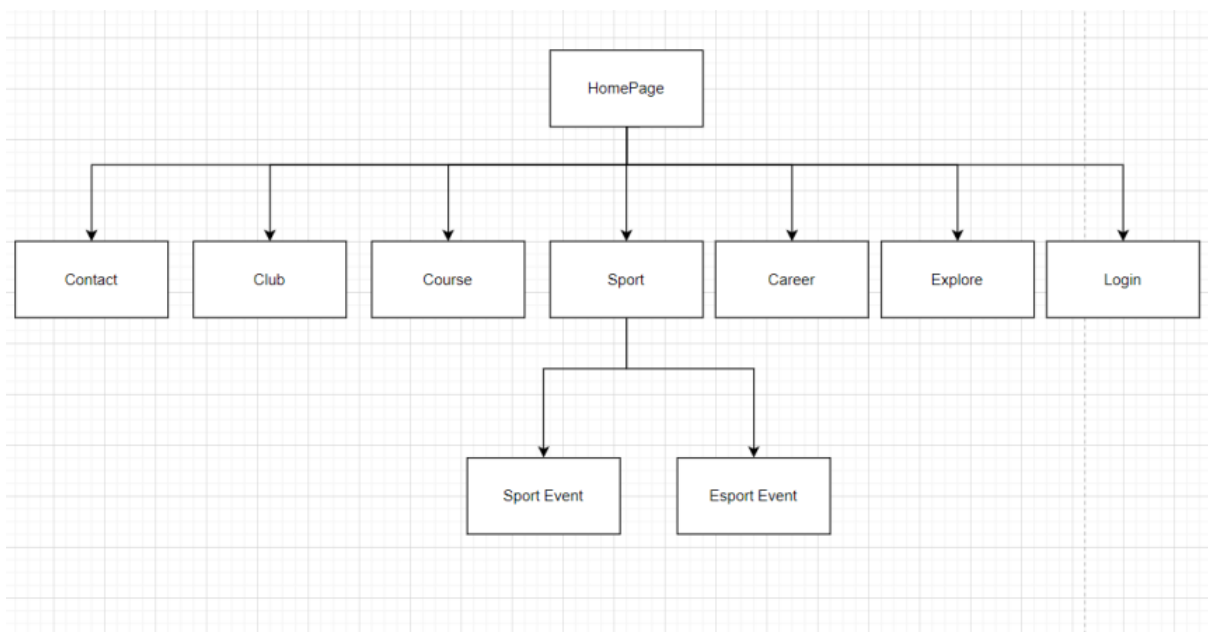 HomePage
Contact
Club
Course
Sport
Career
Explore
Login
Sport Event
Esport Event